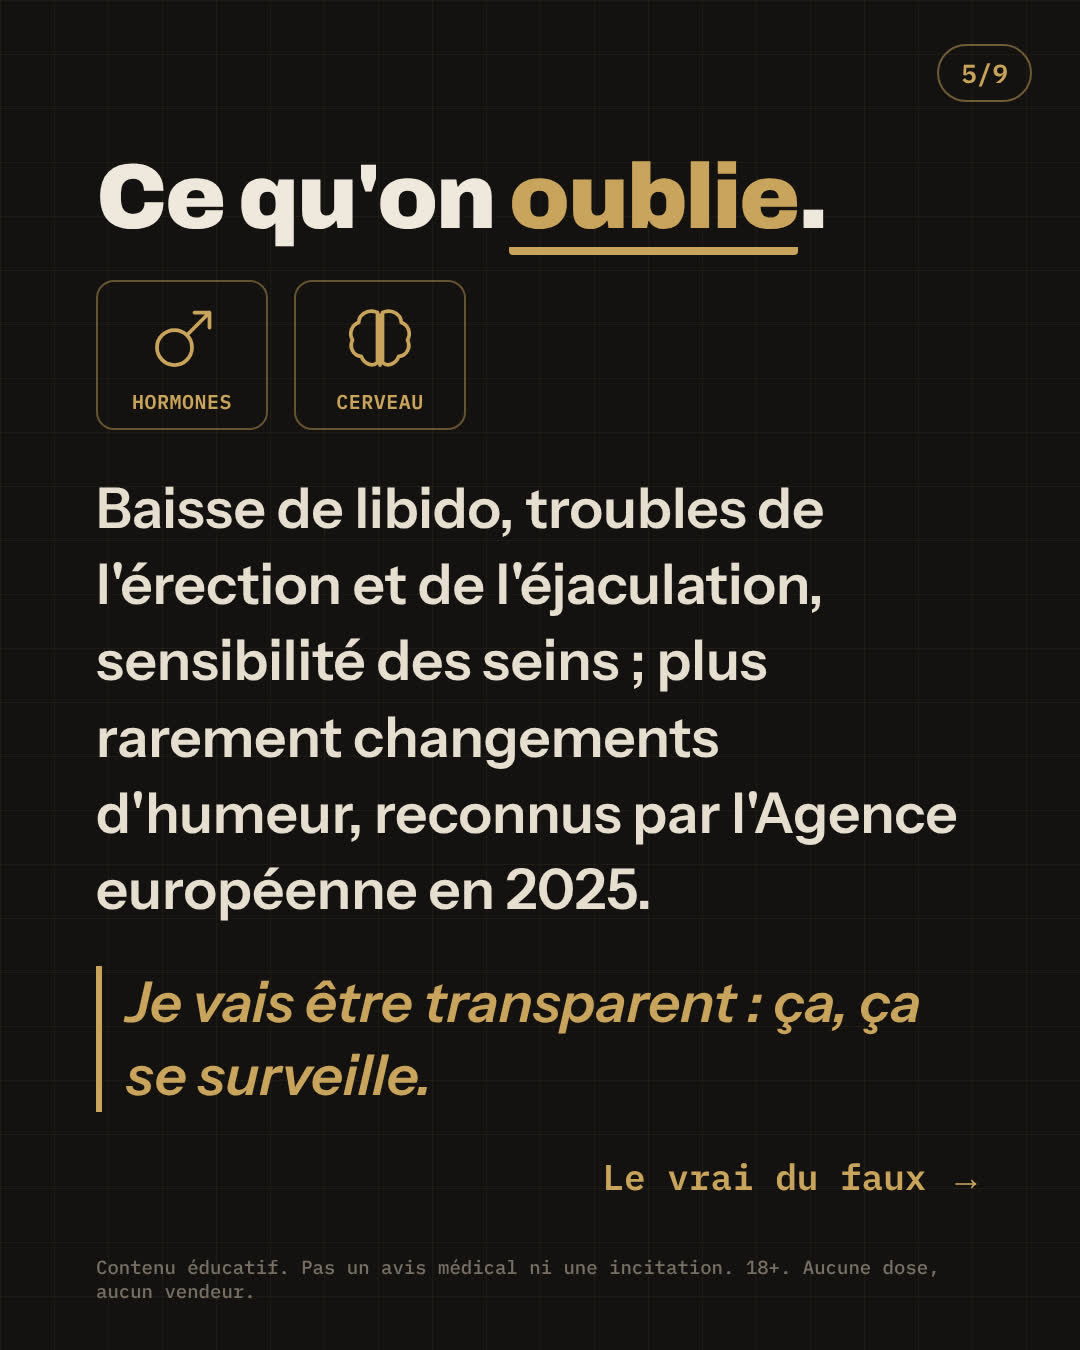 5/9
Ce qu'on oublie.
HORMONES
CERVEAU
Baisse de libido, troubles de
l'érection et de l'éjaculation,
sensibilité des seins ; plus
rarement changements
d'humeur, reconnus par l'Agence
européenne en 2025.
Je vais être transparent : ça, ça
se surveille.
Le vrai du faux →
Contenu éducatif. Pas un avis médical ni une incitation. 18+. Aucune dose,
aucun vendeur.